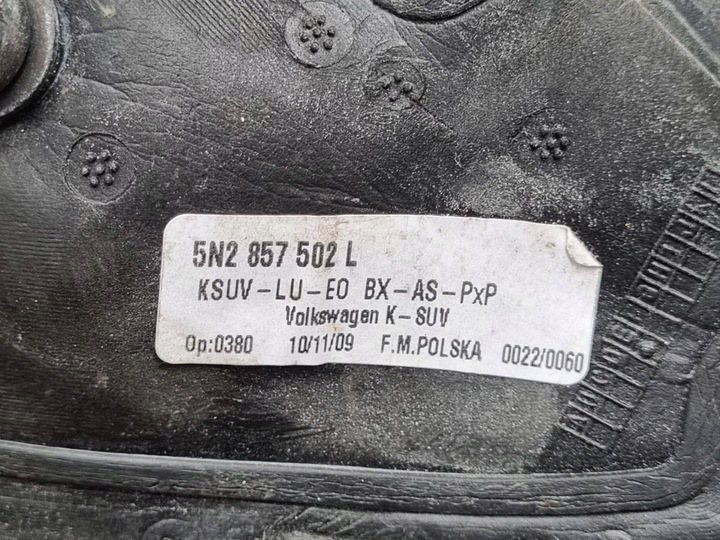 5N2 857 502 L
KSUV-LU-EO BX-AS-PxP
Volkswagen K-SUV
Op:0380 10/11/09 F.M.POLSKA 0022/0060